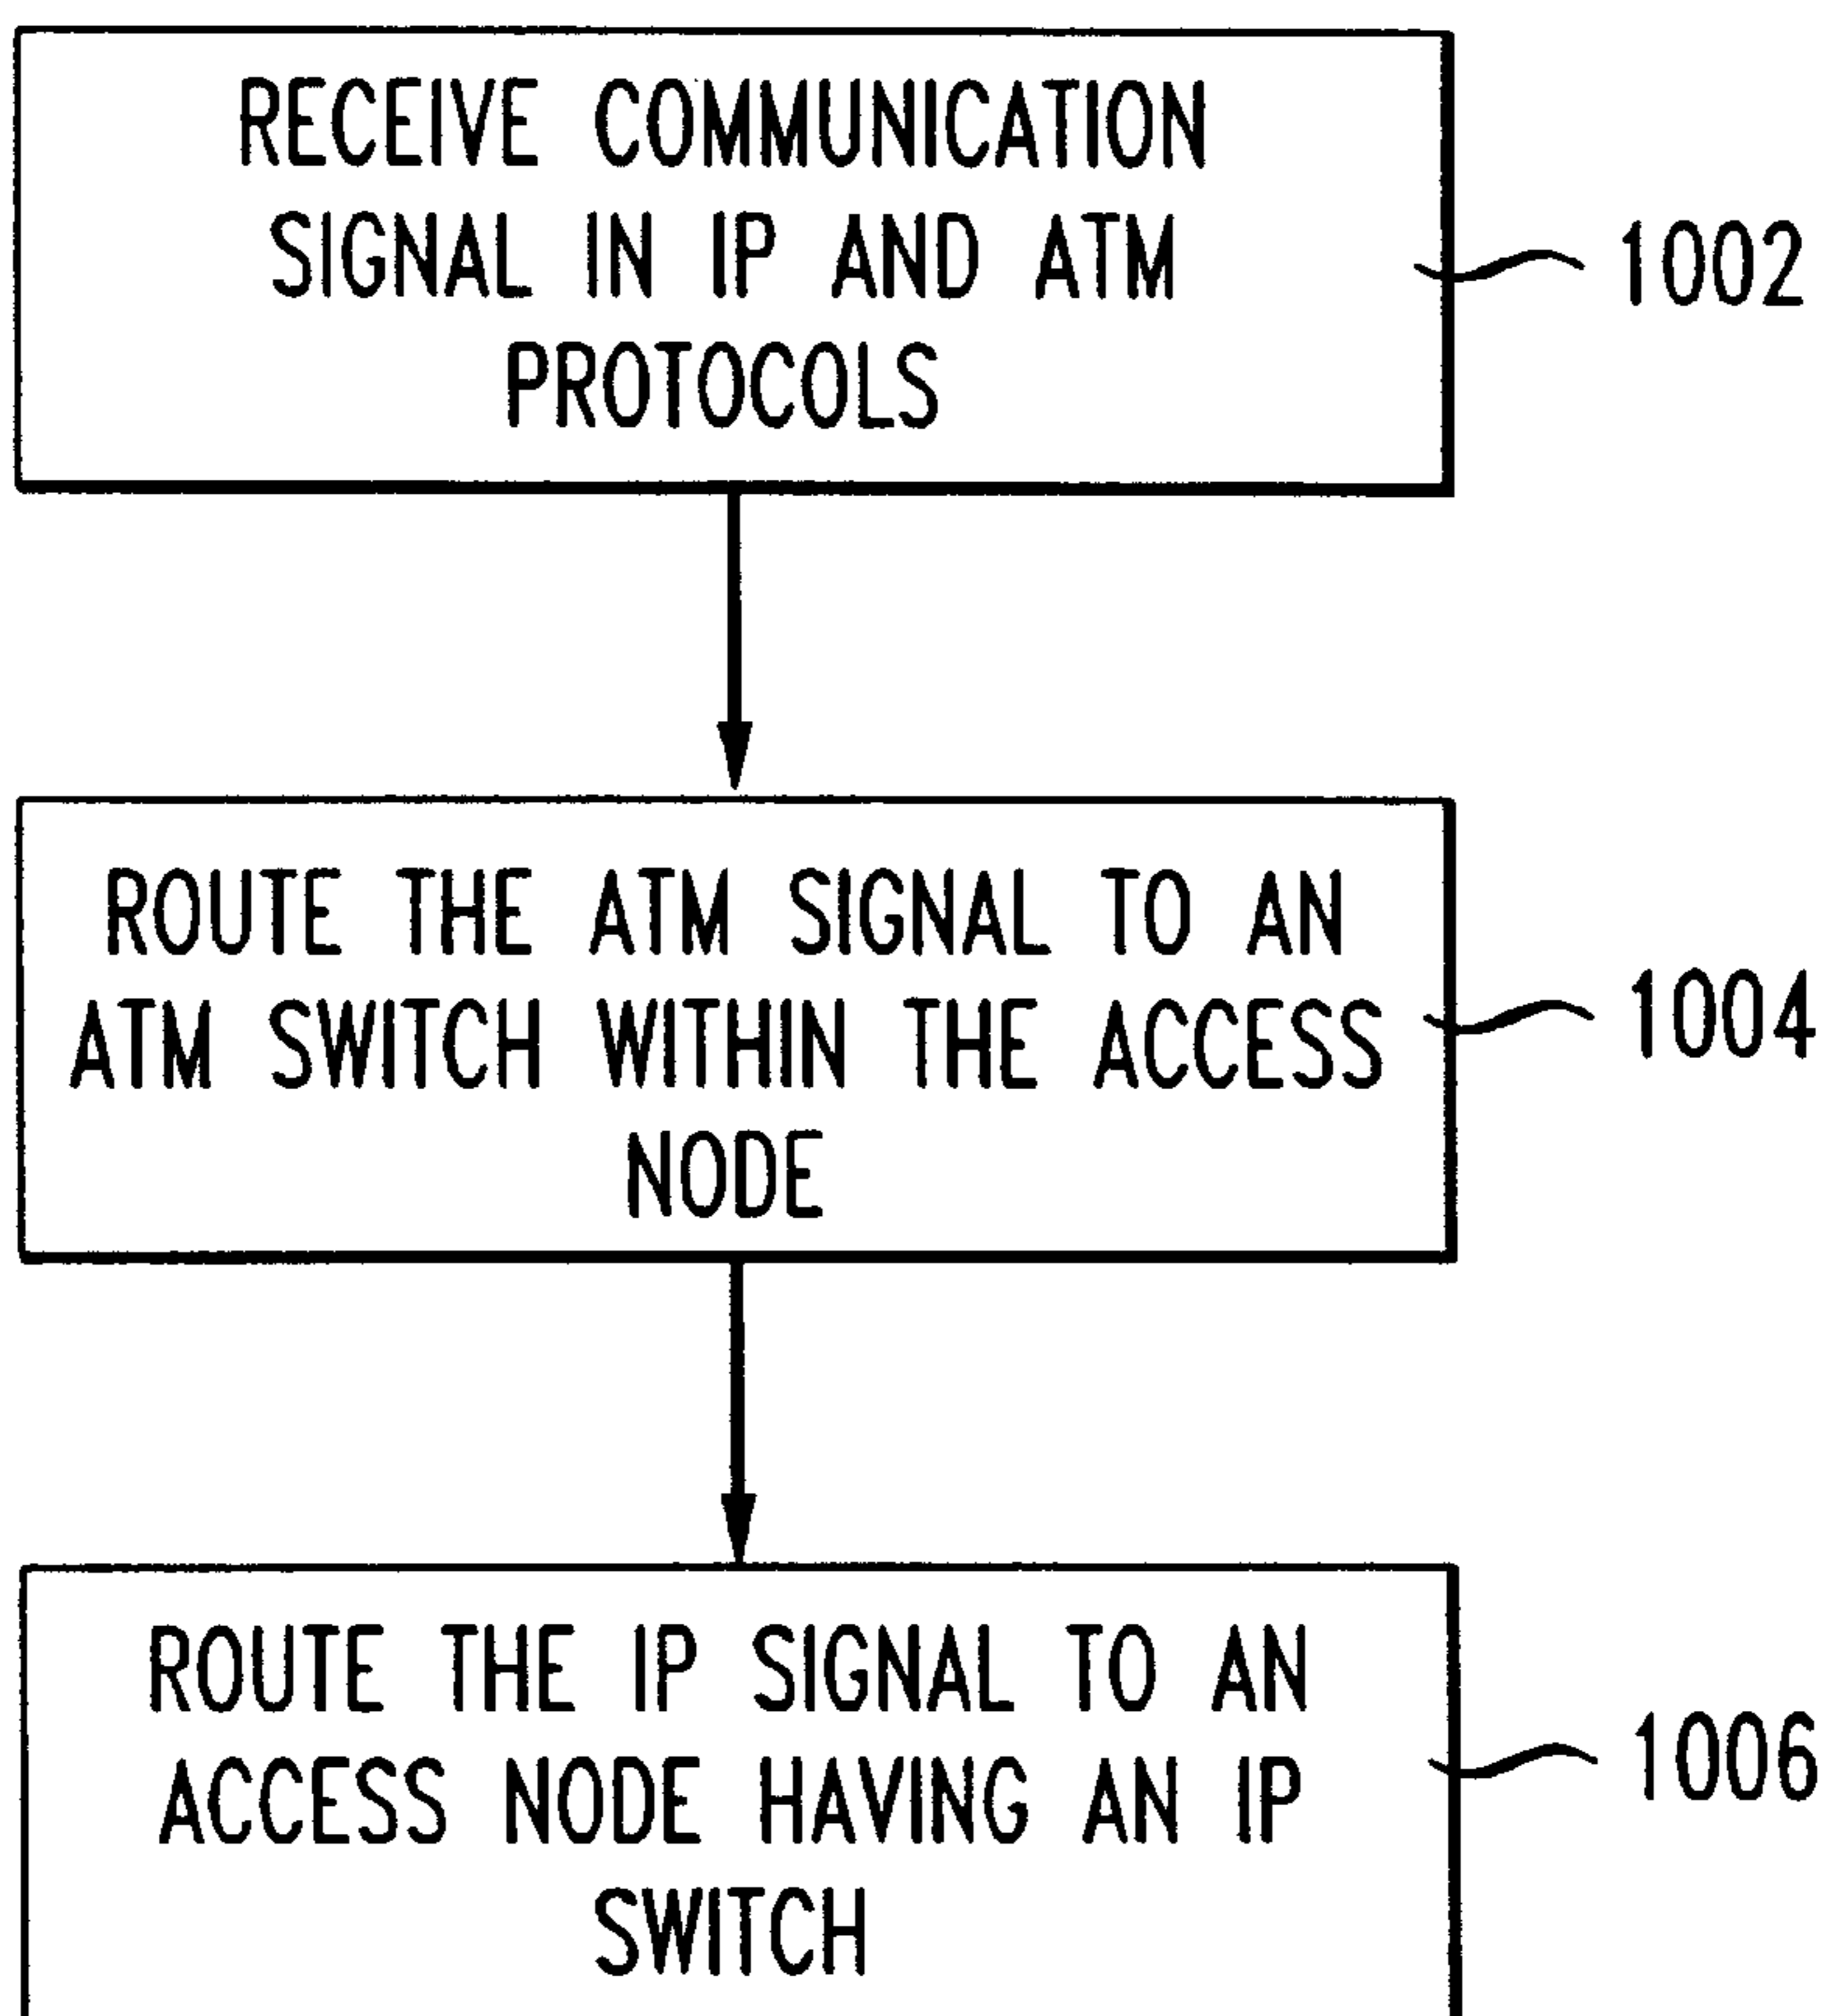 RECEIVE COMMUNICATION
SIGNAL IN IP AND ATM
PROTOCOLS
1002
ROUTE THE ATM SIGNAL TO AN
ATM SWITCH WITHIN THE ACCESS
NODE
1004
ROUTE THE IP SIGNAL TO AN
ACCESS NODE HAVING AN IP
SWITCH
1006